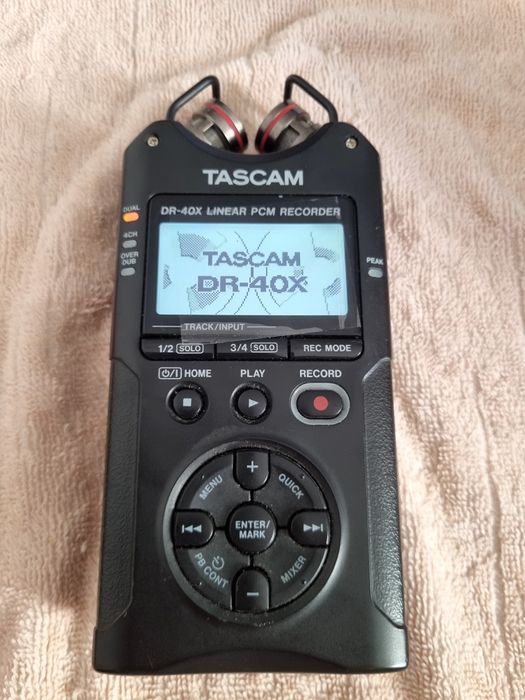 TASCAM
DR-40X LINEAR PCM RECORDER
DUAL
4CH
OVER
DUB
PEAK
TASCAM
DR-40X
TRACK/INPUT
1/2 SOLO 3/4 SOLO REC MODE
⏻/I HOME PLAY RECORD
MENU + QUICK
ENTER/
MARK
PB CONT - MIXER